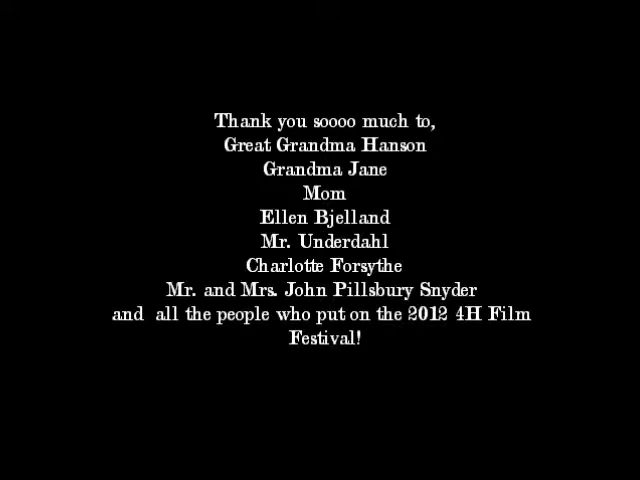 Thank you soooo much to,
Great Grandma Hanson
Grandma Jane
Mom
Ellen Bjelland
Mr. Underdahl
Charlotte Forsythe
Mr. and Mrs. John Pillsbury Snyder
and  all the people who put on the 2012 4H Film
Festival!